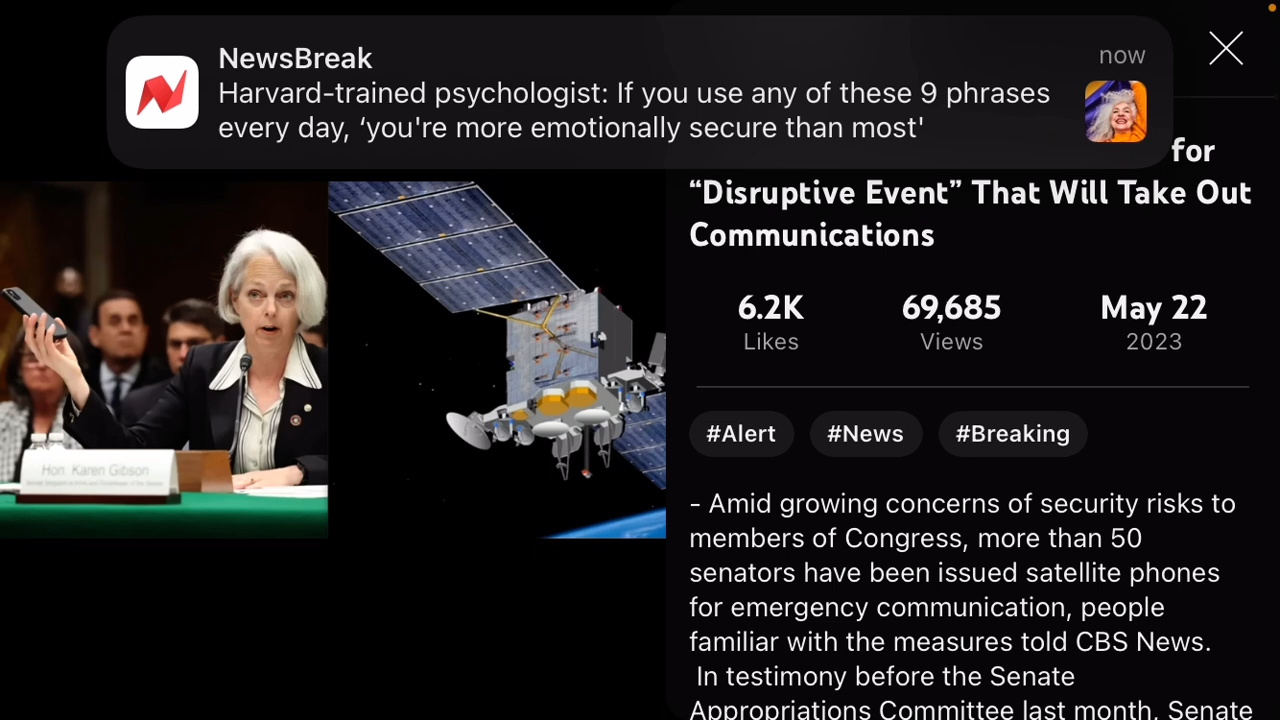 NewsBreak
now
Harvard-trained psychologist: If you use any of these 9 phrases
every day, ‘you're more emotionally secure than most'
for
“Disruptive Event” That Will Take Out
Communications
6.2K
69,685
May 22
Likes
Views
2023
#Alert
#News
#Breaking
- Amid growing concerns of security risks to
members of Congress, more than 50
senators have been issued satellite phones
for emergency communication, people
familiar with the measures told CBS News.
In testimony before the Senate
Appropriations Committee last month, Senate
Hon. Karen Gibson